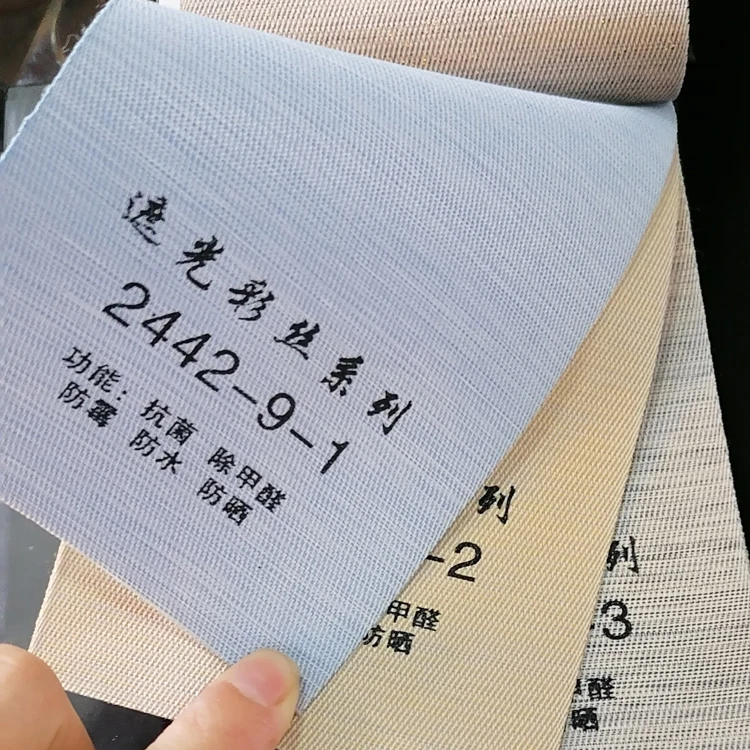 遮光彩丝系列
2442-9-1
功能：抗菌 除甲醛
防霉 防水 防晒
列
-2
甲醛
防晒
列
-3
醛
晒